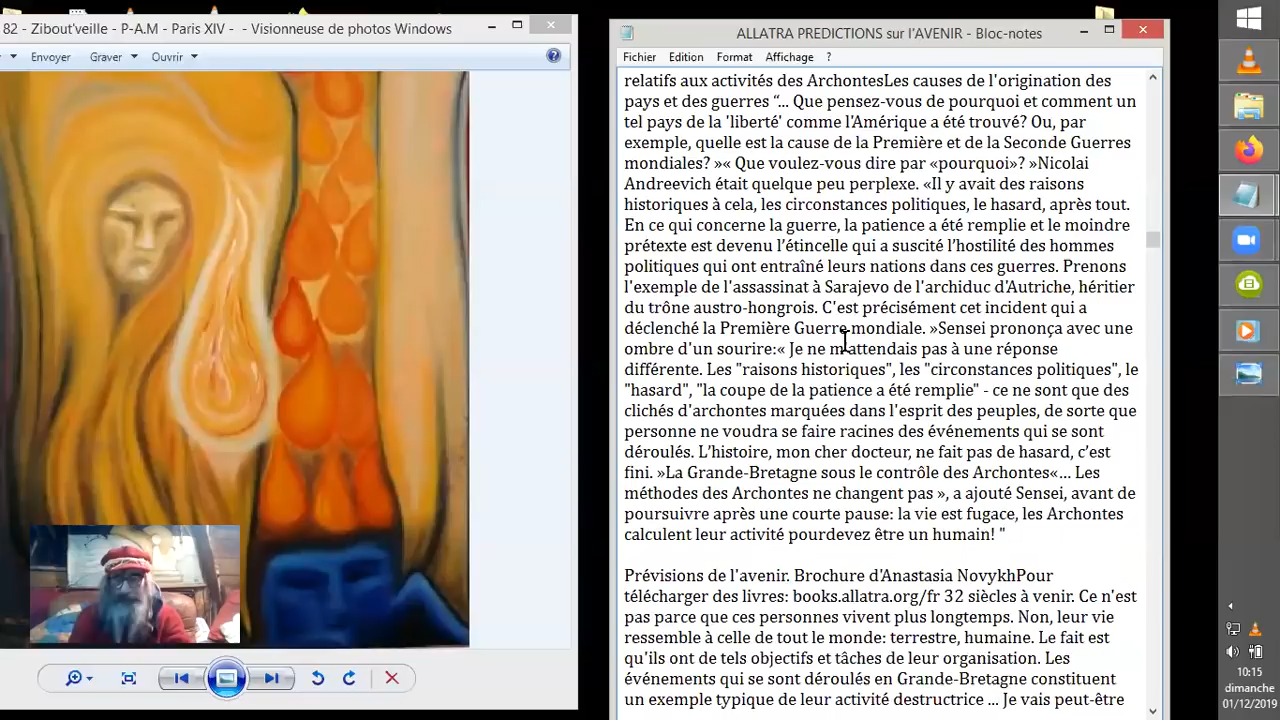 82 - Zibout'veille - P-A.M - Paris XIV - - Visionneuse de photos Windows
Envoyer Graver Ouvrir
ALLATRA PREDICTIONS sur l'AVENIR - Bloc-notes
Fichier Edition Format Affichage ?
relatifs aux activités des ArchontesLes causes de l'origination des
pays et des guerres “... Que pensez-vous de pourquoi et comment un
tel pays de la 'liberté' comme l'Amérique a été trouvé? Ou, par
exemple, quelle est la cause de la Première et de la Seconde Guerres
mondiales? »« Que voulez-vous dire par «pourquoi»? »Nicolai
Andreevich était quelque peu perplexe. «Il y avait des raisons
historiques à cela, les circonstances politiques, le hasard, après tout.
En ce qui concerne la guerre, la patience a été remplie et le moindre
prétexte est devenu l’étincelle qui a suscité l’hostilité des hommes
politiques qui ont entraîné leurs nations dans ces guerres. Prenons
l'exemple de l'assassinat à Sarajevo de l'archiduc d'Autriche, héritier
du trône austro-hongrois. C'est précisément cet incident qui a
déclenché la Première Guerre mondiale. »Sensei prononça avec une
ombre d'un sourire:« Je ne m'attendais pas à une réponse
différente. Les "raisons historiques", les "circonstances politiques", le
"hasard", "la coupe de la patience a été remplie" - ce ne sont que des
clichés d'archontes marquées dans l'esprit des peuples, de sorte que
personne ne voudra se faire racines des événements qui se sont
déroulés. L’histoire, mon cher docteur, ne fait pas de hasard, c’est
fini. »La Grande-Bretagne sous le contrôle des Archontes«... Les
méthodes des Archontes ne changent pas », a ajouté Sensei, avant de
poursuivre après une courte pause: la vie est fugace, les Archontes
calculent leur activité pourdevez être un humain! "
Prévisions de l'avenir. Brochure d'Anastasia NovykhPour
télécharger des livres: books.allatra.org/fr 32 siècles à venir. Ce n'est
pas parce que ces personnes vivent plus longtemps. Non, leur vie
ressemble à celle de tout le monde: terrestre, humaine. Le fait est
qu'ils ont de tels objectifs et tâches de leur organisation. Les
événements qui se sont déroulés en Grande-Bretagne constituent
un exemple typique de leur activité destructrice ... Je vais peut-être
10:15
dimanche
01/12/2019